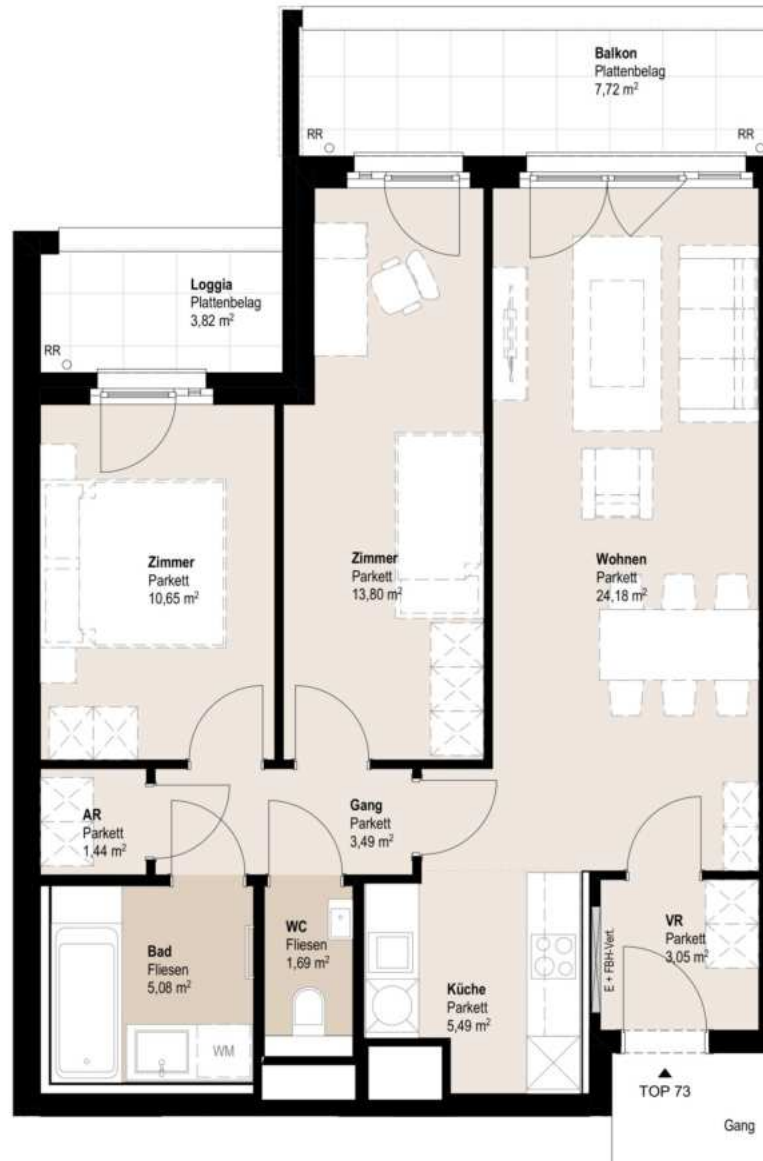 Balkon
Plattenbelag
7,72 m²
RR
RR
Loggia
Plattenbelag
3,82 m²
RR
Zimmer
Parkett
10,65 m²
Zimmer
Parkett
13,80 m²
Wohnen
Parkett
24,18 m²
AR
Parkett
1,44 m²
Gang
Parkett
3,49 m²
Bad
Fliesen
5,08 m²
WM
WC
Fliesen
1,69 m²
Küche
Parkett
5,49 m²
E + FBH-Vert.
VR
Parkett
3,05 m²
TOP 73
Gang